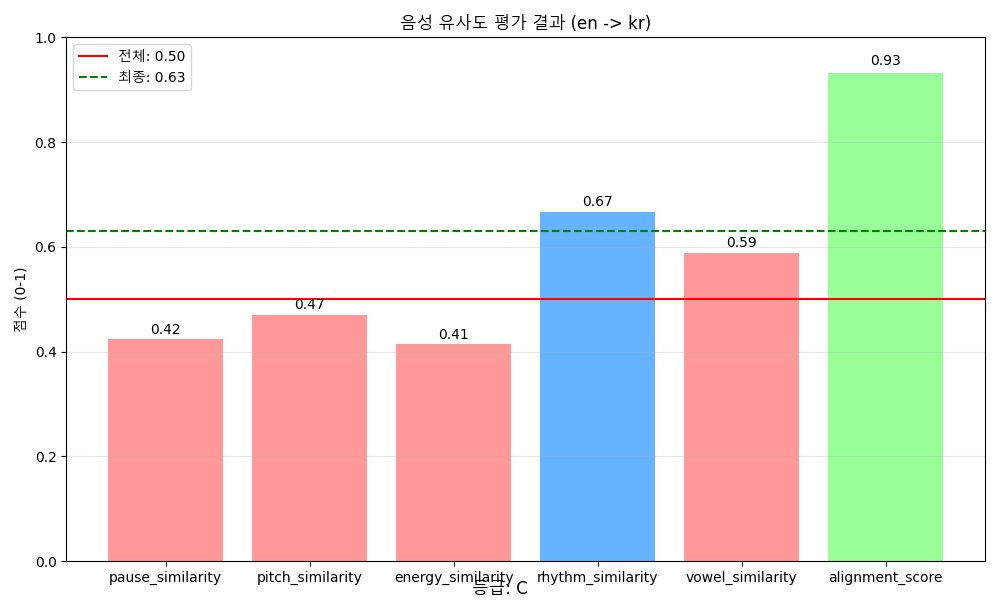 음성 유사도 평가 결과 (en -> kr)
전체: 0.50
최종: 0.63
점수 (0-1)
1.0
0.8
0.6
0.4
0.2
0.0
0.42
0.47
0.41
0.67
0.59
0.93
pause_similarity
pitch_similarity
energy_similarity
rhythm_similarity
vowel_similarity
alignment_score
등급: C